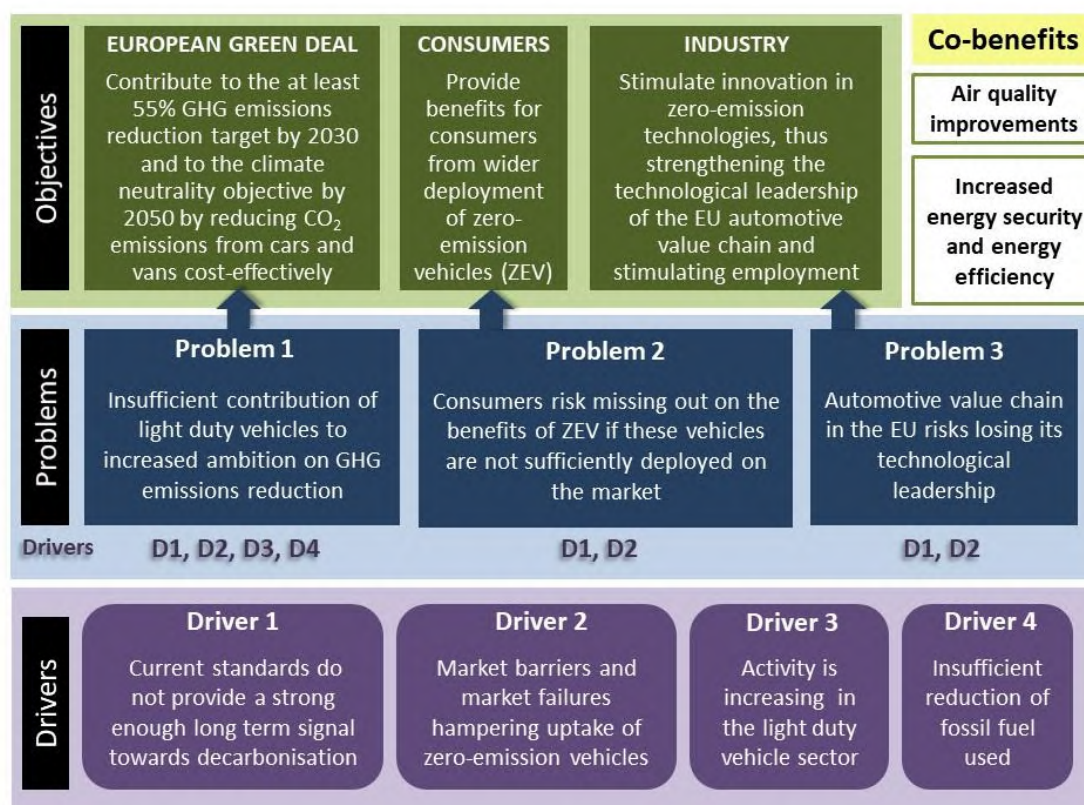 Objectives
EUROPEAN GREEN DEAL
Contribute to the at least
55% GHG emissions
reduction target by 2030
and to the climate
neutrality objective by
2050 by reducing CO₂
emissions from cars and
vans cost-effectively
CONSUMERS
Provide
benefits for
consumers
from wider
deployment
of zero-
emission
vehicles (ZEV)
INDUSTRY
Stimulate innovation in
zero-emission
technologies, thus
strengthening the
technological leadership
of the EU automotive
value chain and
stimulating employment
Co-benefits
Air quality
improvements
Increased
energy security
and energy
efficiency
Problems
Problem 1
Insufficient contribution of
light duty vehicles to
increased ambition on GHG
emissions reduction
Problem 2
Consumers risk missing out on the
benefits of ZEV if these vehicles
are not sufficiently deployed on
the market
Problem 3
Automotive value chain
in the EU risks losing its
technological
leadership
Drivers
D1, D2, D3, D4
D1, D2
D1, D2
Drivers
Driver 1
Current standards do
not provide a strong
enough long term signal
towards decarbonisation
Driver 2
Market barriers and
market failures
hampering uptake of
zero-emission vehicles
Driver 3
Activity is
increasing in
the light duty
vehicle sector
Driver 4
Insufficient
reduction of
fossil fuel
used